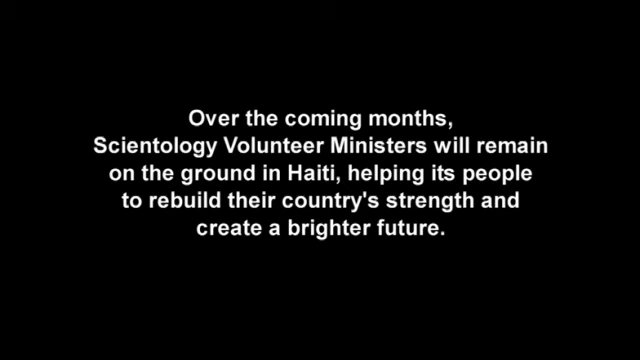 Over the coming months,
Scientology Volunteer Ministers will remain
on the ground in Haiti, helping its people
to rebuild their country's strength and
create a brighter future.